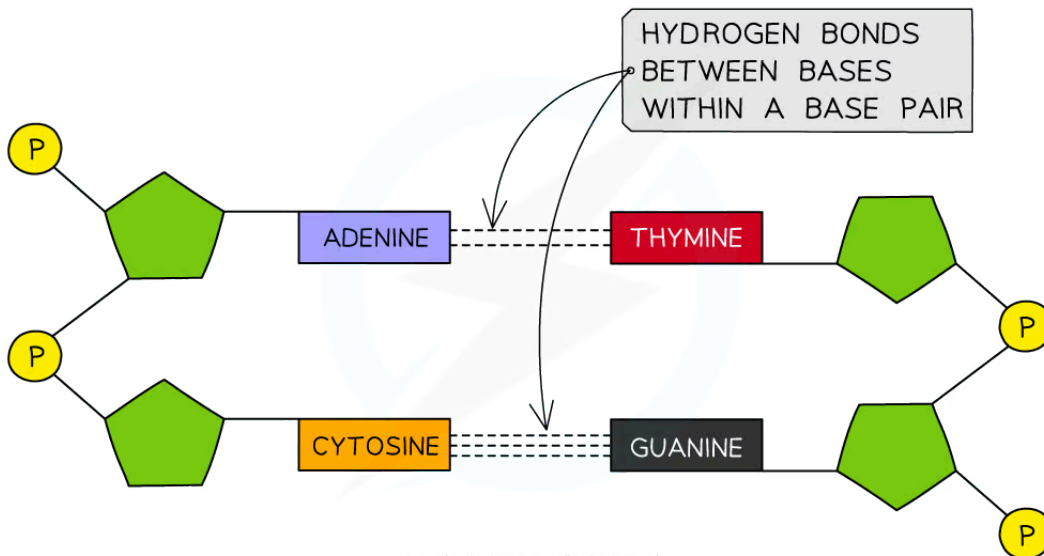 HYDROGEN BONDS
BETWEEN BASES
WITHIN A BASE PAIR
P
ADENINE
THYMINE
P
P
CYTOSINE
GUANINE
P